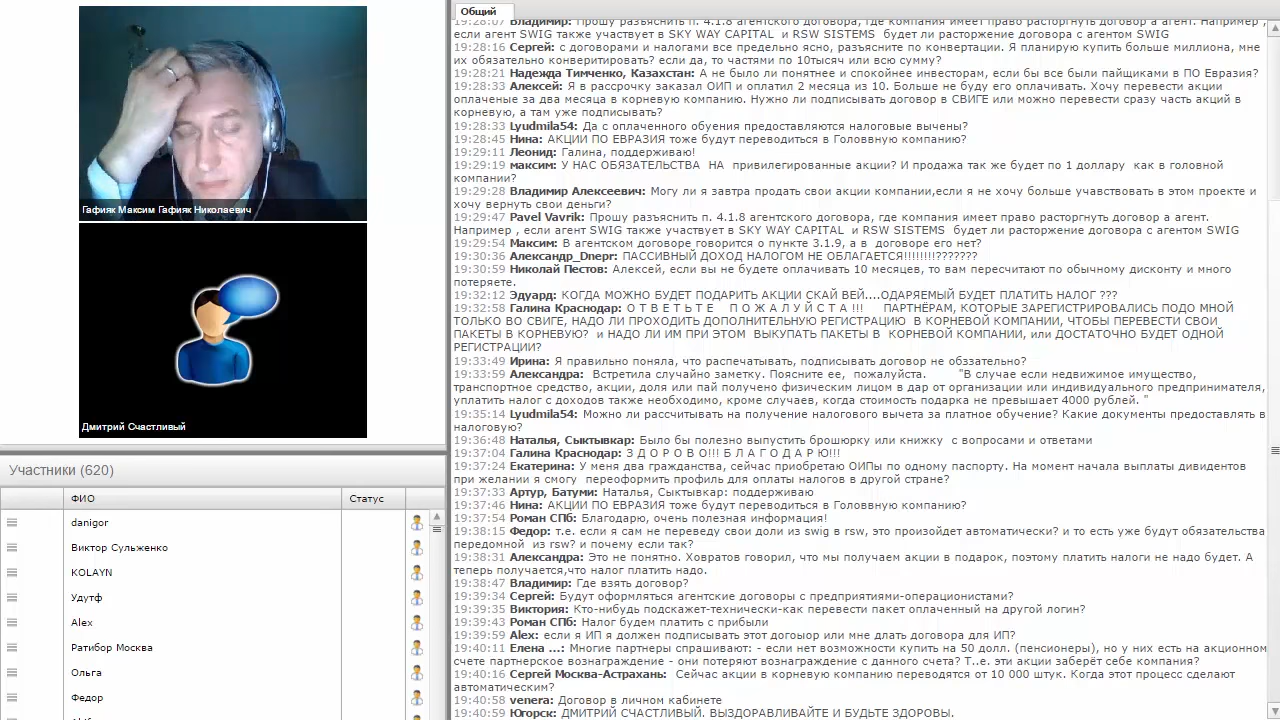 Гафияк Максим Гафияк Николаевич
Дмитрий Счастливый
Участники (620)
ФИО
Статус
danigor
Виктор Сульженко
KOLAYN
Удутф
Alex
Ратибор Москва
Ольга
Федор
Общий
19:28:07 Владимир: Прошу разъяснить п. 4.1.8 агентского договора, где компания имеет право расторгнуть договор а агент. Например ,
если агент SWIG также участвует в SKY WAY CAPITAL и RSW SISTEMS будет ли расторжение договора с агентом SWIG
19:28:16 Сергей: с договорами и налогами все предельно ясно, разъясните по конвертации. Я планирую купить больше миллиона, мне
их обязательно конверитировать? если да, то частями по 10тысяч или всю сумму?
19:28:21 Надежда Тимченко, Казахстан: А не было ли понятнее и спокойнее инвесторам, если бы все были пайщиками в ПО Евразия?
19:28:33 Алексей: Я в рассрочку заказал ОИП и оплатил 2 месяца из 10. Больше не буду его оплачивать. Хочу перевести акции
оплаченые за два месяца в корневую компанию. Нужно ли подписывать договор в СВИГЕ или можно перевести сразу часть акций в
корневую, а там уже подписывать?
19:28:33 Lyudmila54: Да с оплаченного обуения предоставляются налоговые вычены?
19:28:45 Нина: АКЦИИ ПО ЕВРАЗИЯ тоже будут переводиться в Головвную компанию?
19:29:11 Леонид: Галина, поддерживаю!
19:29:19 максим: У НАС ОБЯЗАТЕЛЬСТВА НА привилегированные акции? И продажа так же будет по 1 доллару как в головной
компании?
19:29:28 Владимир Алексеевич: Могу ли я завтра продать свои акции компании,если я не хочу больше учавствовать в этом проекте и
хочу вернуть свои деньги?
19:29:47 Pavel Vavrik: Прошу разъяснить п. 4.1.8 агентского договора, где компания имеет право расторгнуть договор а агент.
Например , если агент SWIG также участвует в SKY WAY CAPITAL и RSW SISTEMS будет ли расторжение договора с агентом SWIG
19:29:54 Максим: В агентском договоре говорится о пункте 3.1.9, а в договоре его нет?
19:30:36 Александр_Dnepr: ПАССИВНЫЙ ДОХОД НАЛОГОМ НЕ ОБЛАГАЕТСЯ!!!!!!!!???????
19:30:59 Николай Пестов: Алексей, если вы не будете оплачивать 10 месяцев, то вам пересчитают по обычному дисконту и много
потеряете.
19:32:12 Эдуард: КОГДА МОЖНО БУДЕТ ПОДАРИТЬ АКЦИИ СКАЙ ВЕЙ....ОДАРЯЕМЫЙ БУДЕТ ПЛАТИТЬ НАЛОГ ???
19:32:58 Галина Краснодар: О Т В Е Т Ь Т Е П О Ж А Л У Й С Т А !!! ПАРТНЁРАМ, КОТОРЫЕ ЗАРЕГИСТРИРОВАЛИСЬ ПОДО МНОЙ
ТОЛЬКО ВО СВИГЕ, НАДО ЛИ ПРОХОДИТЬ ДОПОЛНИТЕЛЬНУЮ РЕГИСТРАЦИЮ В КОРНЕВОЙ КОМПАНИИ, ЧТОБЫ ПЕРЕВЕСТИ СВОИ
ПАКЕТЫ В КОРНЕВУЮ? и НАДО ЛИ ИМ ПРИ ЭТОМ ВЫКУПАТЬ ПАКЕТЫ В КОРНЕВОЙ КОМПАНИИ, или ДОСТАТОЧНО БУДЕТ ОДНОЙ
РЕГИСТРАЦИИ?
19:33:49 Ирина: Я правильно поняла, что распечатывать, подписывать договор не обззательно?
19:33:59 Александра: Встретила случайно заметку. Поясните ее, пожалуйста. "В случае если недвижимое имущество,
транспортное средство, акции, доля или пай получено физическим лицом в дар от организации или индивидуального предпринимателя,
уплатить налог с доходов также необходимо, кроме случаев, когда стоимость подарка не превышает 4000 рублей. "
19:35:14 Lyudmila54: Можно ли рассчитывать на получение налогового вычета за платное обучение? Какие документы предоставлять в
налоговую?
19:36:48 Наталья, Сыктывкар: Было бы полезно выпустить брошюрку или книжку с вопросами и ответами
19:37:04 Галина Краснодар: З Д О Р О В О!!! Б Л А Г О Д А Р Ю!!!
19:37:24 Екатерина: У меня два гражданства, сейчас приобретаю ОИПы по одному паспорту. На момент начала выплаты дивидентов
при желании я смогу переоформить профиль для оплаты налогов в другой стране?
19:37:33 Артур, Батуми: Наталья, Сыктывкар: поддерживаю
19:37:46 Нина: АКЦИИ ПО ЕВРАЗИЯ тоже будут переводиться в Головвную компанию?
19:37:54 Роман СПб: Благодарю, очень полезная информация!
19:38:15 Федор: т.е. если я сам не переведу свои доли из swig в rsw, это произойдет автоматически? и то есть уже будут обязательства
передомной из rsw? и почему если так?
19:38:31 Александра: Это не понятно. Ховратов говорил, что мы получаем акции в подарок, поэтому платить налоги не надо будет. А
теперь получается,что налог платить надо.
19:38:47 Владимир: Где взять договор?
19:39:34 Сергей: Будут оформляться агентские договоры с предприятиями-операционистами?
19:39:35 Виктория: Кто-нибудь подскажет-технически-как перевести пакет оплаченный на другой логин?
19:39:43 Роман СПб: Налог будем платить с прибыли
19:39:59 Alex: если я ИП я должен подписывать этот догоыор или мне длать договора для ИП?
19:40:11 Елена ...: Многие партнеры спрашивают: - если нет возможности купить на 50 долл. (пенсионеры), но у них есть на акционном
счете партнерское вознаграждение - они потеряют вознаграждение с данного счета? Т..е. эти акции заберёт себе компания?
19:40:16 Сергей Москва-Астрахань: Сейчас акции в корневую компанию переводятся от 10 000 штук. Когда этот процесс сделают
автоматическим?
19:40:58 venera: Договор в личном кабинете
19:40:59 Югорск: ДМИТРИЙ СЧАСТЛИВЫЙ. ВЫЗДОРАВЛИВАЙТЕ И БУДЬТЕ ЗДОРОВЫ.